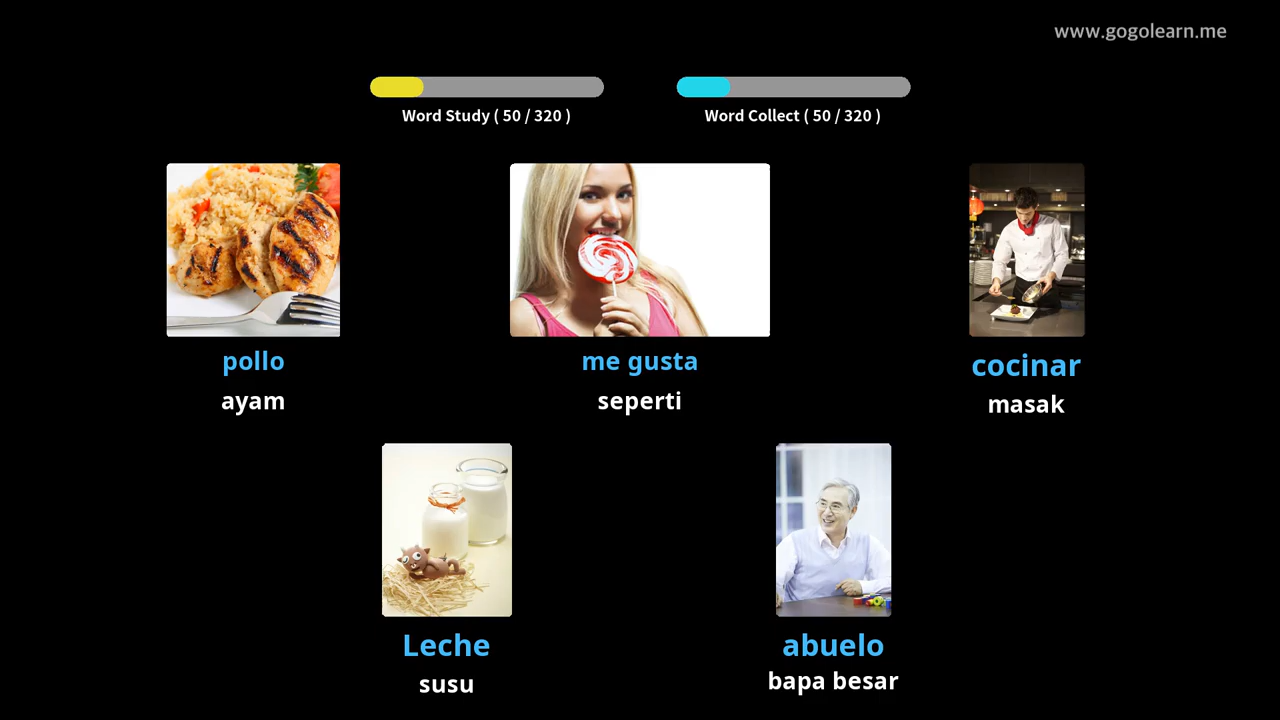 www.gogolearn.me
Word Study ( 50 / 320 )
Word Collect ( 50 / 320 )
pollo
ayam
me gusta
seperti
cocinar
masak
Leche
susu
abuelo
bapa besar